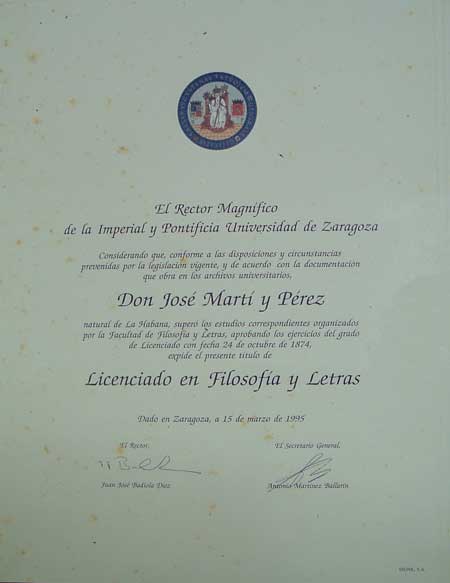 El Rector Magnífico
de la Imperial y Pontificia Universidad de Zaragoza
Considerando que, conforme a las disposiciones y circunstancias
prevenidas por la legislación vigente, y de acuerdo con la documentación
que obra en los archivos universitarios,
Don José Martí y Pérez
natural de La Habana, superó los estudios correspondientes organizados
por la Facultad de Filosofía y Letras, aprobando los ejercicios del grado
de Licenciado con fecha 24 de octubre de 1874,
expide el presente título de
Licenciado en Filosofía y Letras
Dado en Zaragoza, a 15 de marzo de 1995
El Rector,
El Secretario General,
Juan José Badiola Díez
Antonio Martínez Ballarín